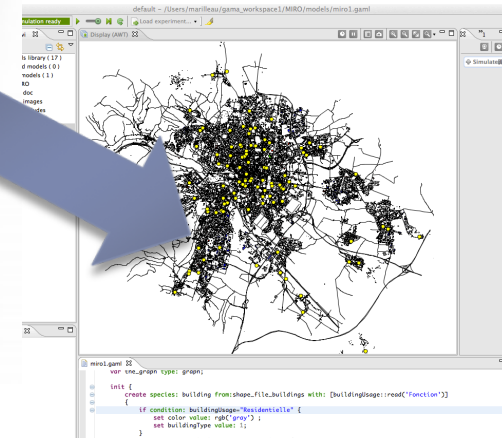 default - /Users/marilleau/gama_workspace1/MIRO/models/miro1.gaml
mulation ready
Load experiment...
Display (AWT)
ls library ( 17 )
d models ( 0 )
models ( 1 )
RO
doc
images
Simulate
miro1.gaml
var the_graph type: graph;
init {
create species: building from:shape_file_buildings with: [buildingUsage::read('Fonction')]
{
if condition: buildingUsage="Residentielle" {
set color value: rgb('gray') ;
set buildingType value: 1;
}